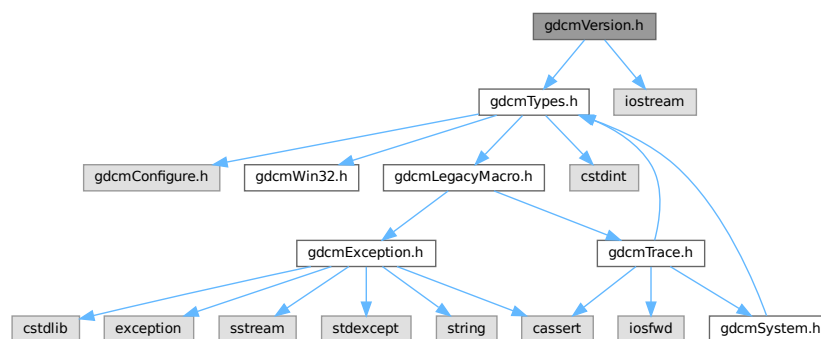 gdcmVersion.h
gdcmTypes.h
iostream
gdcmConfigure.h
gdcmWin32.h
gdcmLegacyMacro.h
cstdint
gdcmException.h
gdcmTrace.h
cstdlib
exception
sstream
stdexcept
string
cassert
iosfwd
gdcmSystem.h